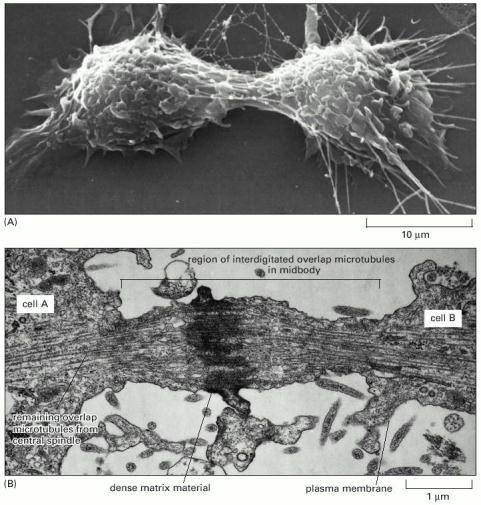 (A)
10 μm
region of interdigitated overlap microtubules
in midbody
cell A
cell B
remaining overlap
microtubules from
central spindle
(B)
dense matrix material
plasma membrane
1 μm